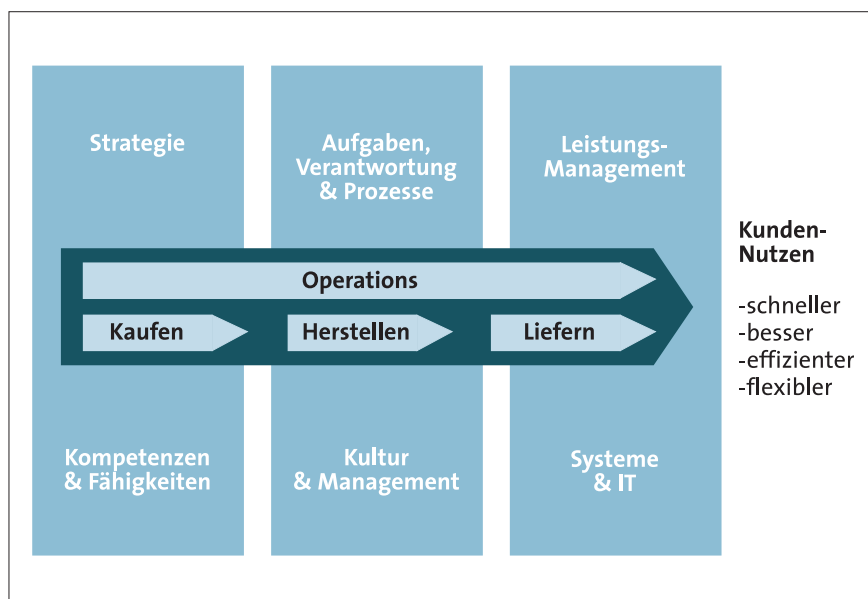 Strategie
Aufgaben,
Verantwortung
& Prozesse
Leistungs-
Management
Operations
Kaufen
Herstellen
Liefern
Kompetenzen
& Fähigkeiten
Kultur
& Management
Systeme
& IT
Kunden-
Nutzen
-schneller
-besser
-effizienter
-flexibler